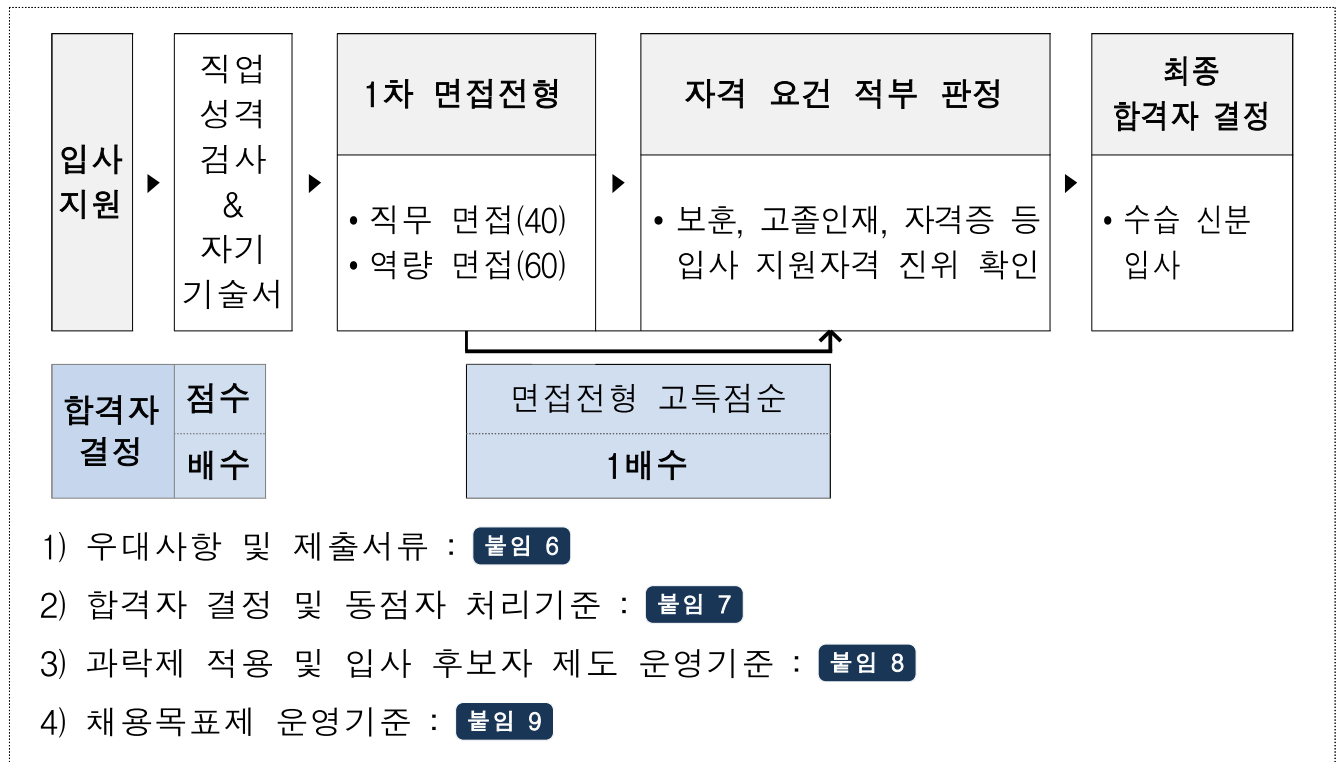 입사
지원
▶
직업
성격
검사
&
자기
기술서
▶
1차 면접전형
• 직무 면접(40)
• 역량 면접(60)
▶
자격 요건 적부 판정
• 보훈, 고졸인재, 자격증 등
입사 지원자격 진위 확인
▶
최종
합격자 결정
• 수습 신분
입사
합격자
결정
점수
배수
면접전형 고득점순
1배수
1) 우대사항 및 제출서류 : 붙임 6
2) 합격자 결정 및 동점자 처리기준 : 붙임 7
3) 과락제 적용 및 입사 후보자 제도 운영기준 : 붙임 8
4) 채용목표제 운영기준 : 붙임 9